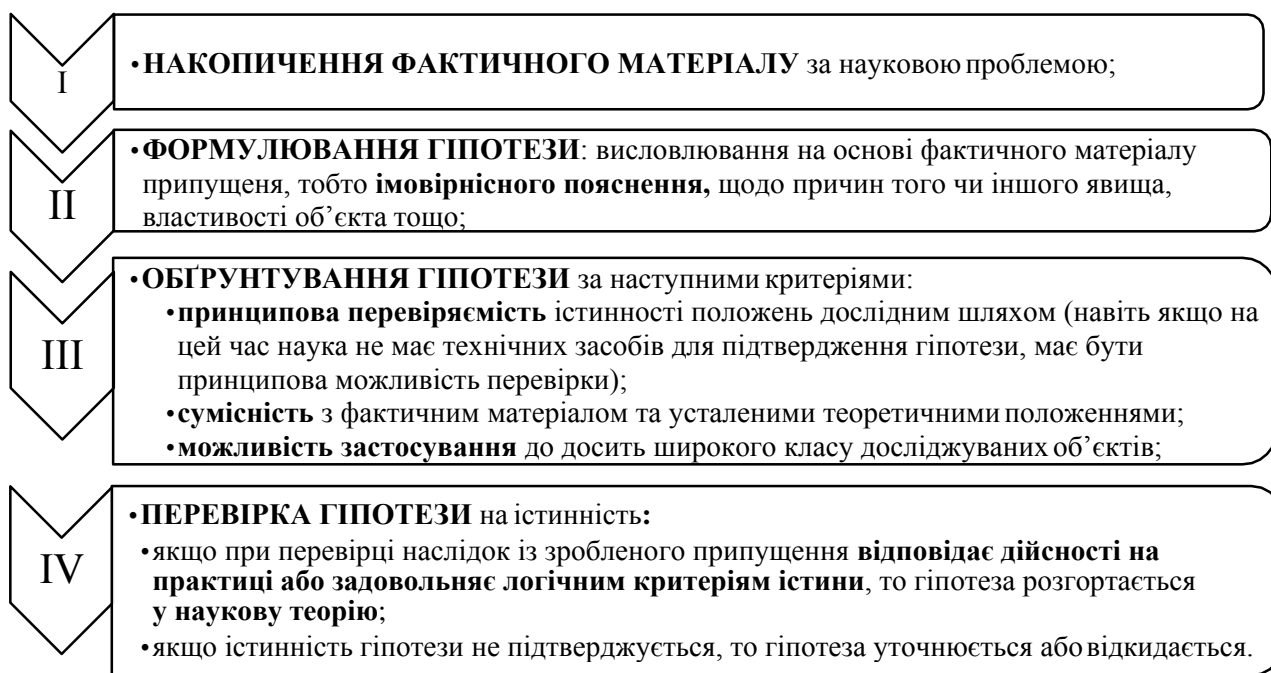 I
•НАКОПИЧЕННЯ ФАКТИЧНОГО МАТЕРІАЛУ за науковою проблемою;
II
•ФОРМУЛЮВАННЯ ГІПОТЕЗИ: висловлювання на основі фактичного матеріалу
припущеня, тобто імовірнісного пояснення, щодо причин того чи іншого явища,
властивості об’єкта тощо;
III
•ОБҐРУНТУВАННЯ ГІПОТЕЗИ за наступними критеріями:
•принципова перевіряємість істинності положень дослідним шляхом (навіть якщо на
цей час наука не має технічних засобів для підтвердження гіпотези, має бути
принципова можливість перевірки);
•сумісність з фактичним матеріалом та усталеними теоретичними положеннями;
•можливість застосування до досить широкого класу досліджуваних об’єктів;
IV
•ПЕРЕВІРКА ГІПОТЕЗИ на істинність:
•якщо при перевірці наслідок із зробленого припущення відповідає дійсності на
практиці або задовольняє логічним критеріям істини, то гіпотеза розгортається
у наукову теорію;
•якщо істинність гіпотези не підтверджується, то гіпотеза уточнюється або відкидається.